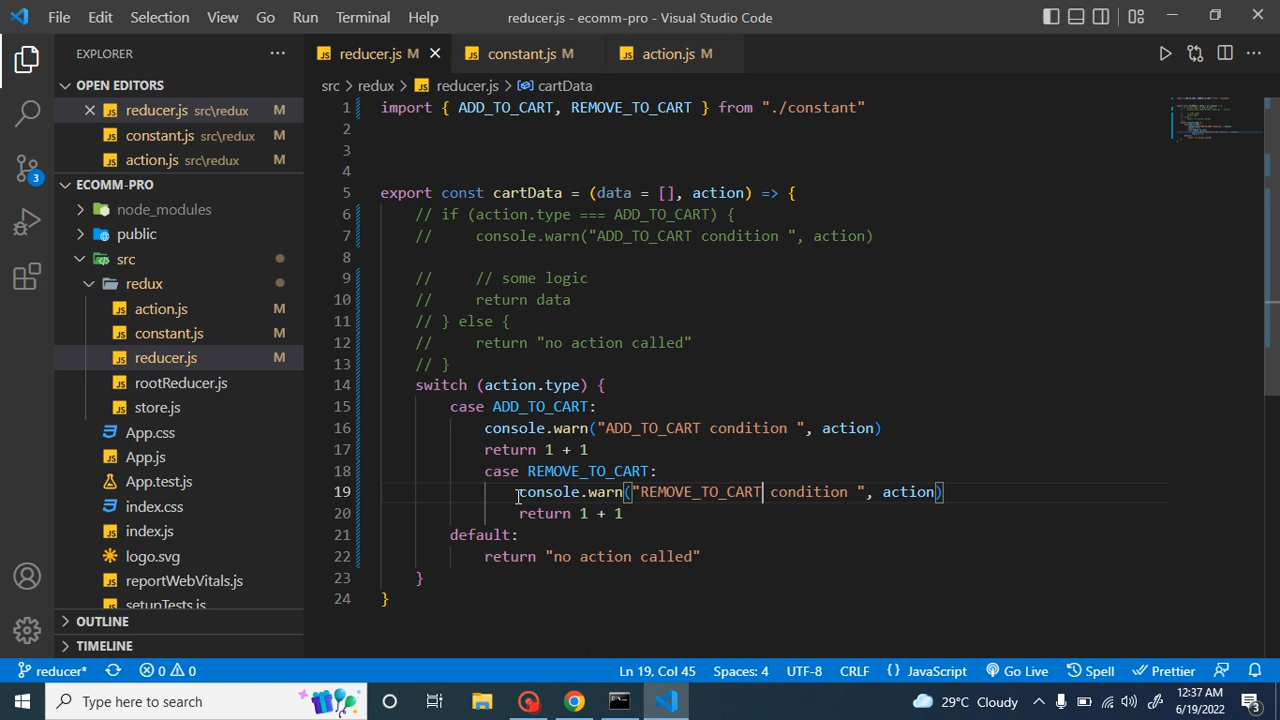 File Edit Selection View Go Run Terminal Help reducer.js - ecomm-pro - Visual Studio Code
EXPLORER
OPEN EDITORS
reducer.js src\redux M
constant.js src\redux M
action.js src\redux M
ECOMM-PRO
node_modules
public
src
redux
action.js M
constant.js M
reducer.js M
rootReducer.js
store.js
App.css
App.js
App.test.js
index.css
index.js
logo.svg
reportWebVitals.js
setupTests.js
OUTLINE
TIMELINE
reducer.js M constant.js M action.js M
src > redux > reducer.js > cartData
1 import { ADD_TO_CART, REMOVE_TO_CART } from "./constant"
2
3
4
5 export const cartData = (data = [], action) => {
6 // if (action.type === ADD_TO_CART) {
7 // console.warn("ADD_TO_CART condition ", action)
8
9 // // some logic
10 // return data
11 // } else {
12 // return "no action called"
13 // }
14 switch (action.type) {
15 case ADD_TO_CART:
16 console.warn("ADD_TO_CART condition ", action)
17 return 1 + 1
18 case REMOVE_TO_CART:
19 console.warn("REMOVE_TO_CART condition ", action)
20 return 1 + 1
21 default:
22 return "no action called"
23 }
24 }
3
reducer* 0 0 Ln 19, Col 45 Spaces: 4 UTF-8 CRLF JavaScript Go Live Spell Prettier
Type here to search 29°C Cloudy 12:37 AM
6/19/2022 3